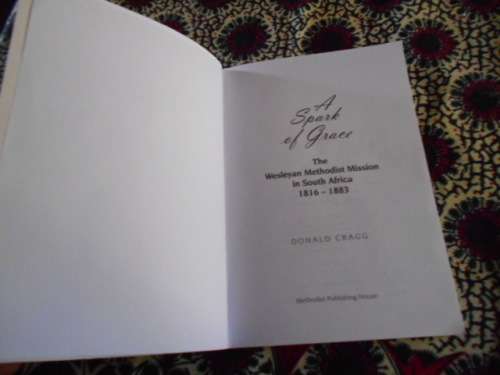 A
Spark
of Grace
The
Wesleyan Methodist Mission
in South Africa
1816 – 1883
DONALD CRAGG
Methodist Publishing House